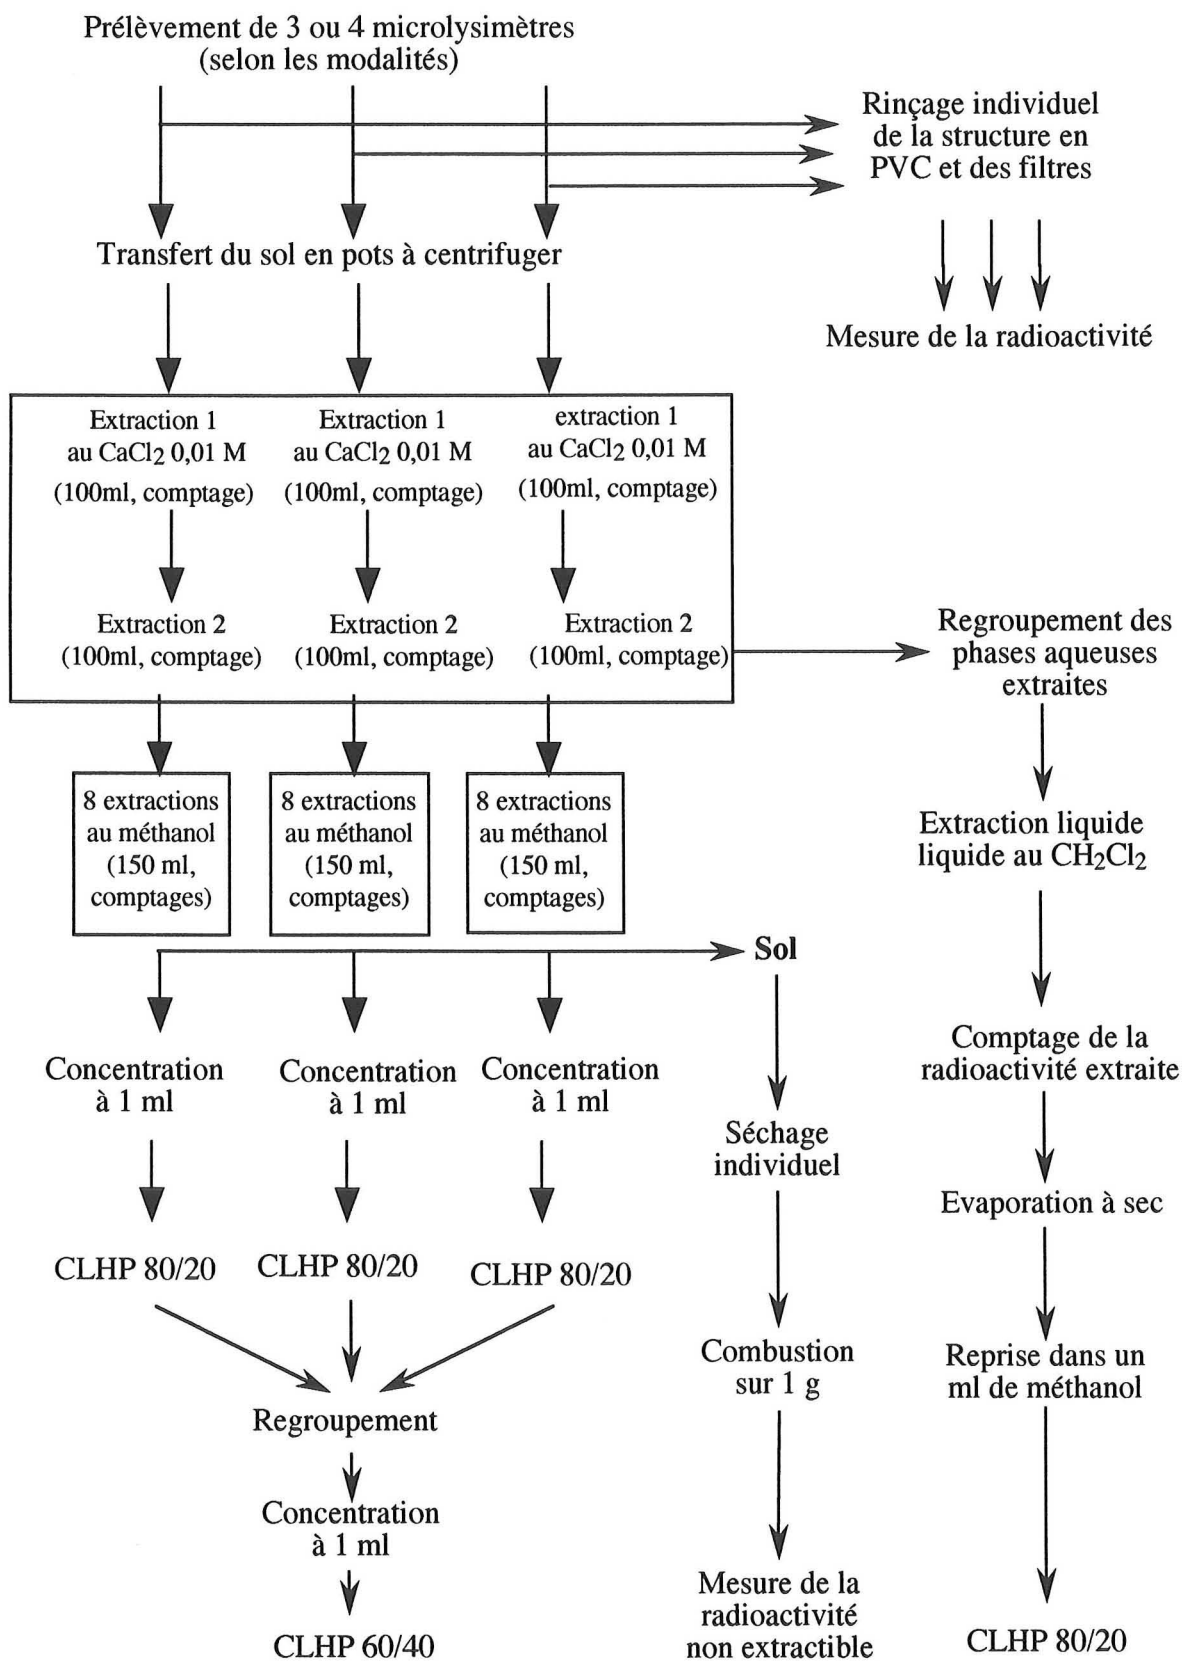 Prélèvement de 3 ou 4 microlysimètres
(selon les modalités)
Rinçage individuel
de la structure en
PVC et des filtres
Transfert du sol en pots à centrifuger
Mesure de la radioactivité
Extraction 1
au CaCl2 0,01 M
(100ml, comptage)
Extraction 1
au CaCl2 0,01 M
(100ml, comptage)
extraction 1
au CaCl2 0,01 M
(100ml, comptage)
Extraction 2
(100ml, comptage)
Extraction 2
(100ml, comptage)
Extraction 2
(100ml, comptage)
Regroupement des
phases aqueuses
extraites
8 extractions
au méthanol
(150 ml,
comptages)
8 extractions
au méthanol
(150 ml,
comptages)
8 extractions
au méthanol
(150 ml,
comptages)
Extraction liquide
liquide au CH2Cl2
Sol
Concentration
à 1 ml
Concentration
à 1 ml
Concentration
à 1 ml
Comptage de la
radioactivité extraite
Séchage
individuel
Evaporation à sec
CLHP 80/20
CLHP 80/20
CLHP 80/20
Combustion
sur 1 g
Reprise dans un
ml de méthanol
Regroupement
Concentration
à 1 ml
CLHP 60/40
Mesure de la
radioactivité
non extractible
CLHP 80/20